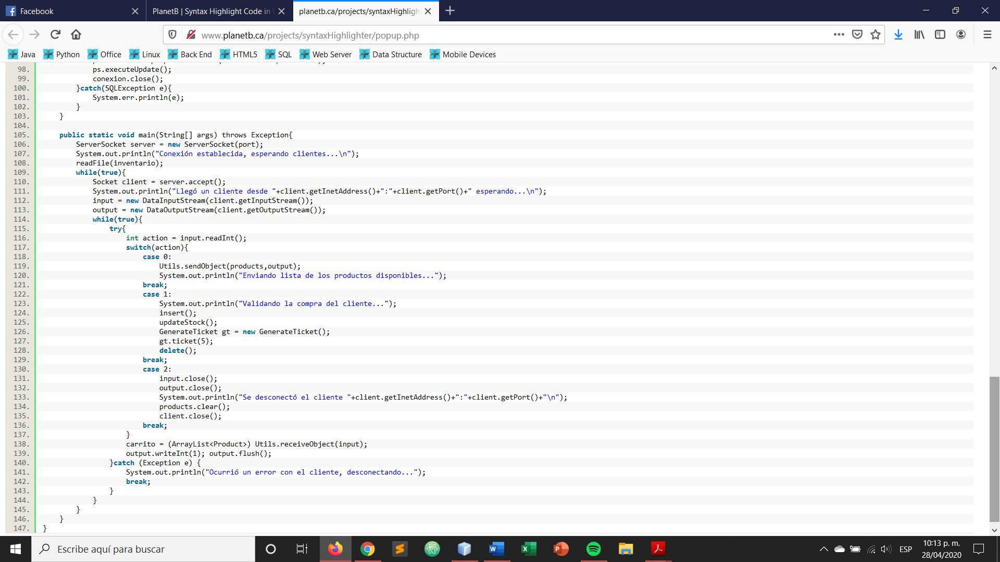 Facebook
PlanetB | Syntax Highlight Code in
planetb.ca/projects/syntaxHighligh
www.planetb.ca/projects/syntaxHighlighter/popup.php
Java Python Office Linux Back End HTML5 SQL Web Server Data Structure Mobile Devices
98. ps.executeUpdate();
99. conexion.close();
100. }catch(SQLException e){
101. System.err.println(e);
102. }
103. }
104.
105. public static void main(String[] args) throws Exception{
106. ServerSocket server = new ServerSocket(port);
107. System.out.println("Conexión establecida, esperando clientes...\n");
108. readFile(inventario);
109. while(true){
110. Socket client = server.accept();
111. System.out.println("Llegó un cliente desde "+client.getInetAddress()+":"+client.getPort()+" esperando...\n");
112. input = new DataInputStream(client.getInputStream());
113. output = new DataOutputStream(client.getOutputStream());
114. while(true){
115. try{
116. int action = input.readInt();
117. switch(action){
118. case 0:
119. Utils.sendObject(products,output);
120. System.out.println("Enviando lista de los productos disponibles...");
121. break;
122. case 1:
123. System.out.println("Validando la compra del cliente...");
124. insert();
125. updateStock();
126. GenerateTicket gt = new GenerateTicket();
127. gt.ticket(5);
128. delete();
129. break;
130. case 2:
131. input.close();
132. output.close();
133. System.out.println("Se desconectó el cliente "+client.getInetAddress()+":"+client.getPort()+"\n");
134. products.clear();
135. client.close();
136. break;
137. }
138. carrito = (ArrayList<Product>) Utils.receiveObject(input);
139. output.writeInt(1); output.flush();
140. }catch (Exception e) {
141. System.out.println("Ocurrió un error con el cliente, desconectando...");
142. break;
143. }
144. }
145. }
146. }
147. }
Escribe aquí para buscar
ESP
10:13 p. m.
28/04/2020